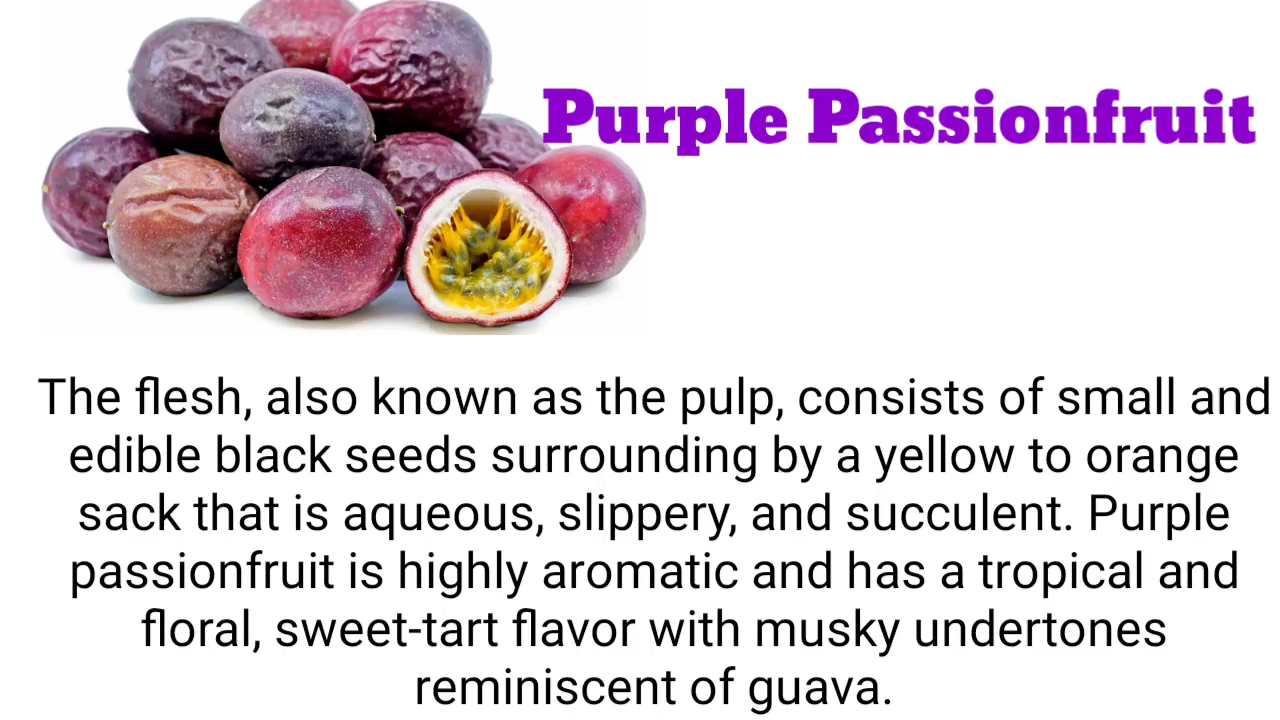 Purple Passionfruit
The flesh, also known as the pulp, consists of small and
edible black seeds surrounding by a yellow to orange
sack that is aqueous, slippery, and succulent. Purple
passionfruit is highly aromatic and has a tropical and
floral, sweet-tart flavor with musky undertones
reminiscent of guava.